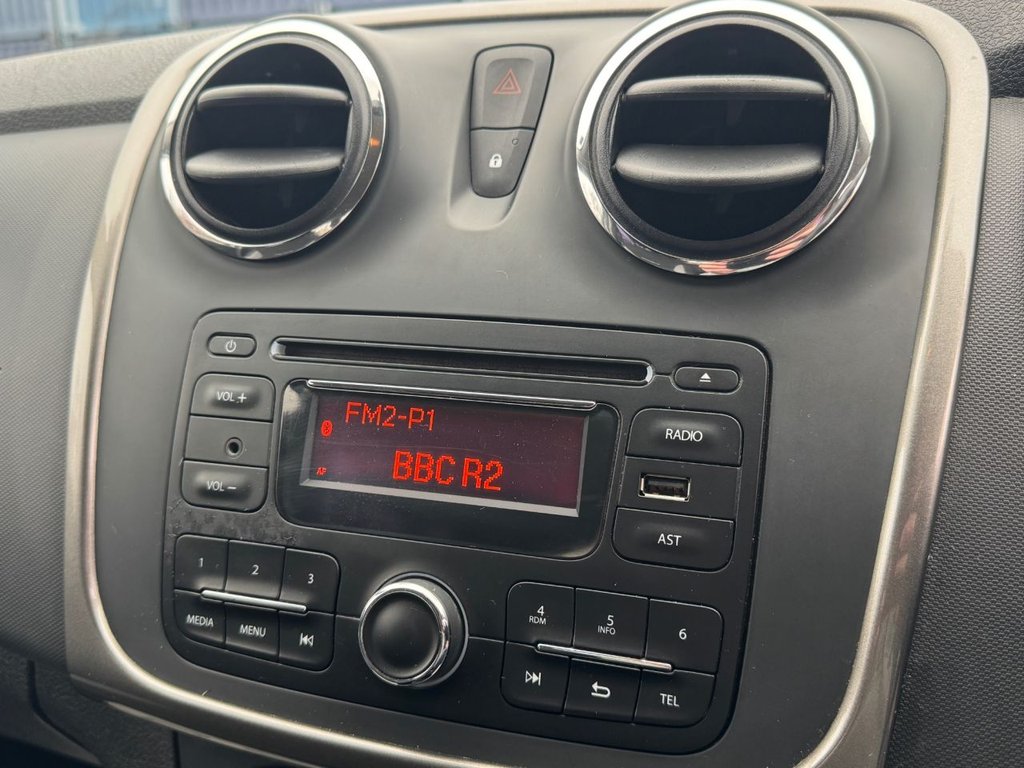 VOL +
FM2-P1
AF
BBC R2
VOL −
RADIO
AST
1
2
3
MEDIA
MENU
4
RDM
5
INFO
6
TEL